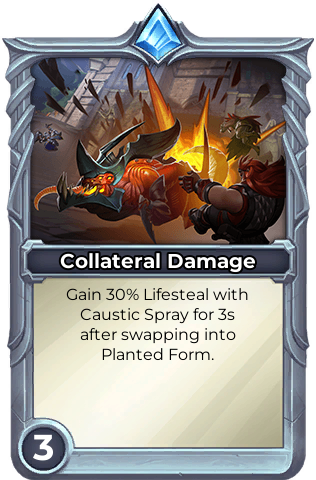 Collateral Damage
Gain 30% Lifesteal with
Caustic Spray for 3s
after swapping into
Planted Form.
3